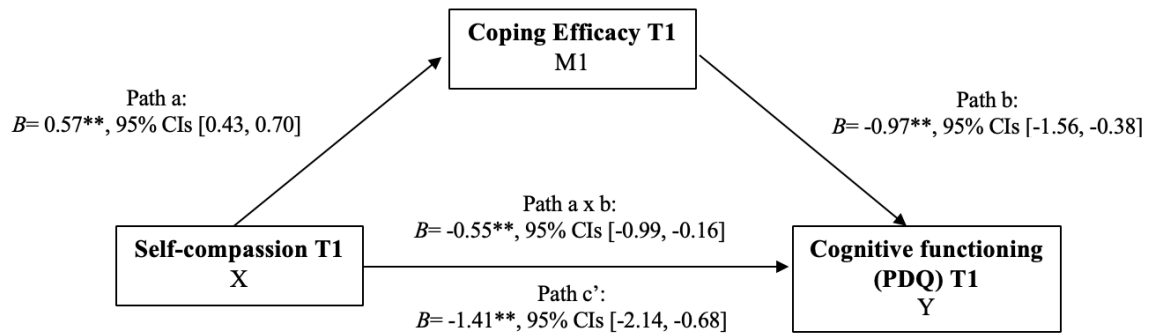 Coping Efficacy T1
M1
Path a:
B= 0.57**, 95% CIs [0.43, 0.70]
Path b:
B= -0.97**, 95% CIs [-1.56, -0.38]
Path a x b:
B= -0.55**, 95% CIs [-0.99, -0.16]
Self-compassion T1
X
Cognitive functioning
(PDQ) T1
Y
Path c’:
B= -1.41**, 95% CIs [-2.14, -0.68]